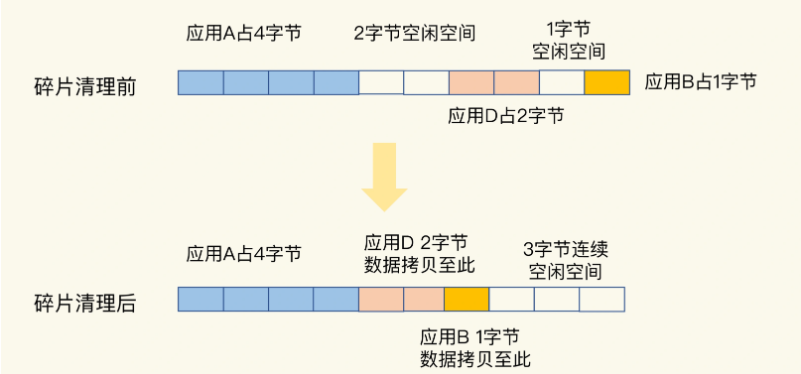 应用A占4字节
2字节空闲空间
1字节
空闲空间
碎片清理前
应用B占1字节
应用D占2字节
应用A占4字节
应用D 2字节
数据拷贝至此
3字节连续
空闲空间
碎片清理后
应用B 1字节
数据拷贝至此